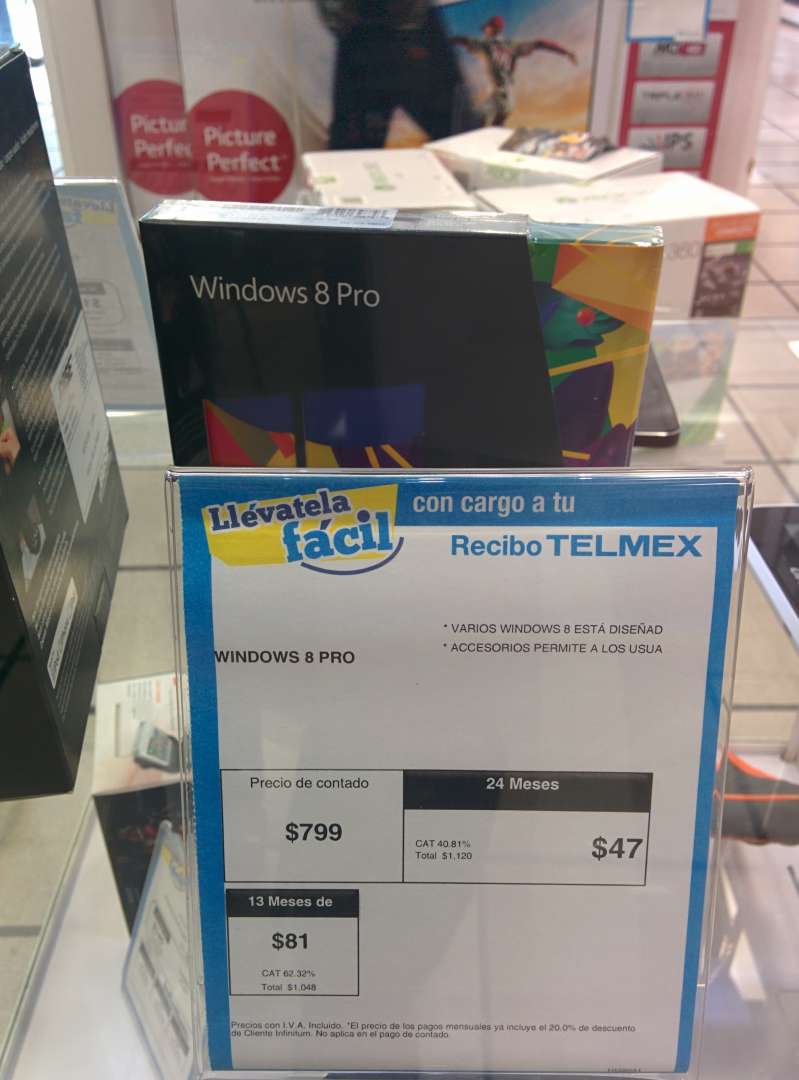 Picture
Perfect
Picture
Perfect
TRIPLE
IPS
360
Windows 8 Pro
Llévatela
fácil
con cargo a tu
Recibo TELMEX
* VARIOS WINDOWS 8 ESTÁ DISEÑAD
* ACCESORIOS PERMITE A LOS USUA
WINDOWS 8 PRO
Precio de contado
$799
24 Meses
CAT 40.81%
Total $1,120
$47
13 Meses de
$81
CAT 62.32%
Total $1,048
Precios con I.V.A. Incluido. *El precio de los pagos mensuales ya incluye el 20.0% de descuento
de Cliente Infinitum. No aplica en el pago de contado.